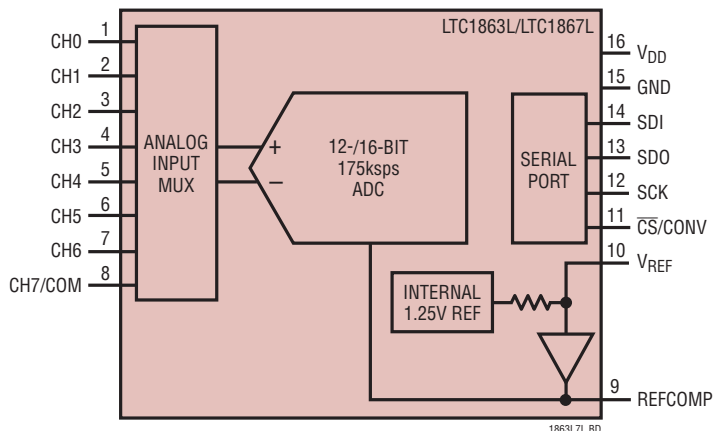 LTC1863L/LTC1867L
1
CH0
2
CH1
3
CH2
4
CH3
5
CH4
6
CH5
7
CH6
8
CH7/COM
ANALOG
INPUT
MUX
+
−
12-/16-BIT
175ksps
ADC
SERIAL
PORT
INTERNAL
1.25V REF
16
VDD
15
GND
14
SDI
13
SDO
12
SCK
11
C̅S̅/CONV
10
VREF
9
REFCOMP
1863L7L BD